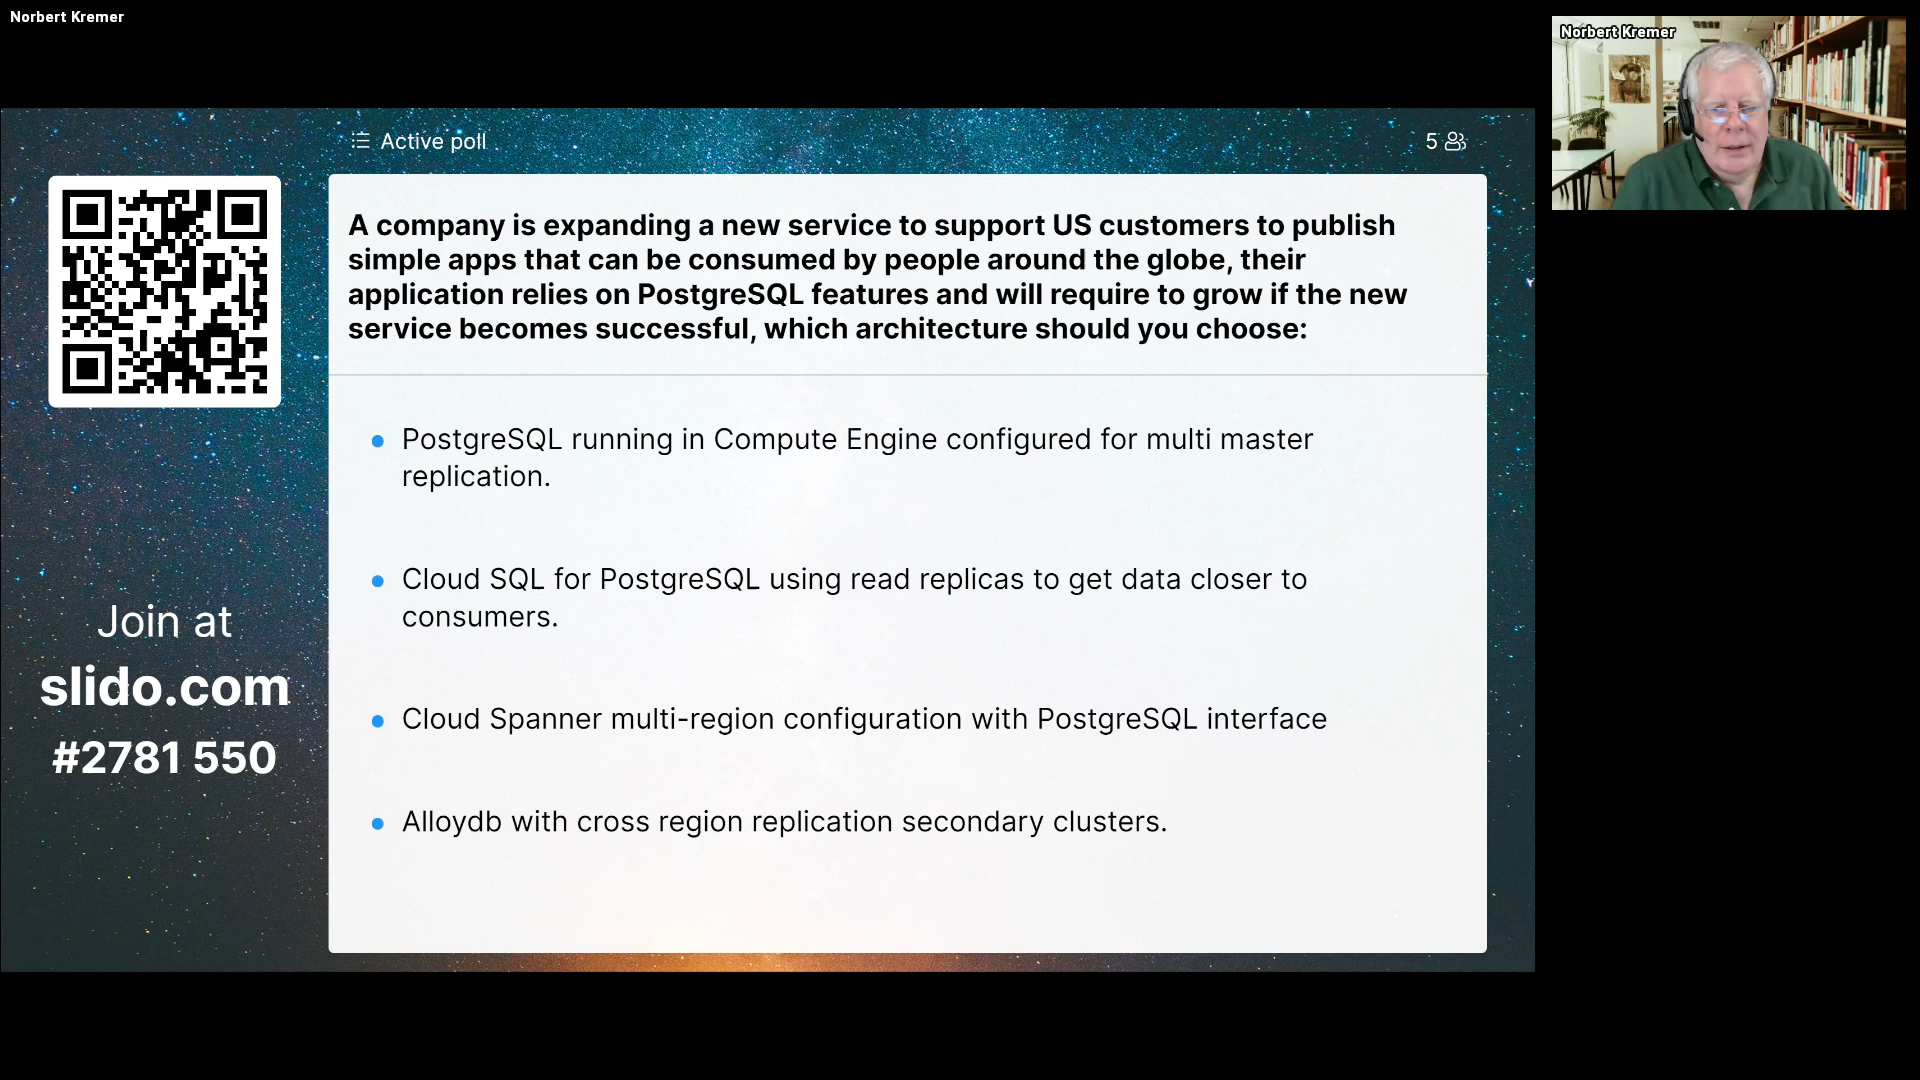 Norbert Kremer
Norbert Kremer
Active poll
5
A company is expanding a new service to support US customers to publish
simple apps that can be consumed by people around the globe, their
application relies on PostgreSQL features and will require to grow if the new
service becomes successful, which architecture should you choose:
PostgreSQL running in Compute Engine configured for multi master
replication.
Cloud SQL for PostgreSQL using read replicas to get data closer to
consumers.
Cloud Spanner multi-region configuration with PostgreSQL interface
Alloydb with cross region replication secondary clusters.
Join at
slido.com
#2781 550